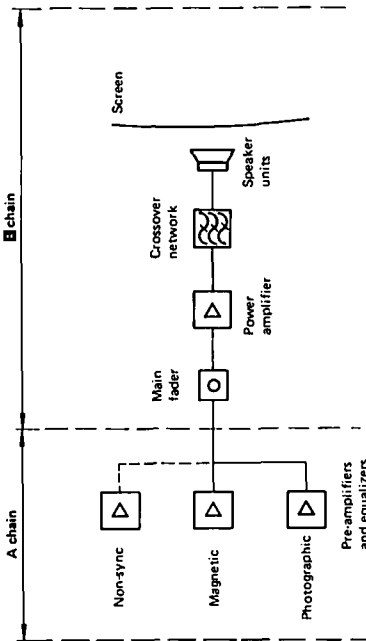 A chain
B chain
Non-sync
Magnetic
Photographic
Pre-amplifiers
and equalizers
Main
fader
Power
amplifier
Crossover
network
Speaker
units
Screen